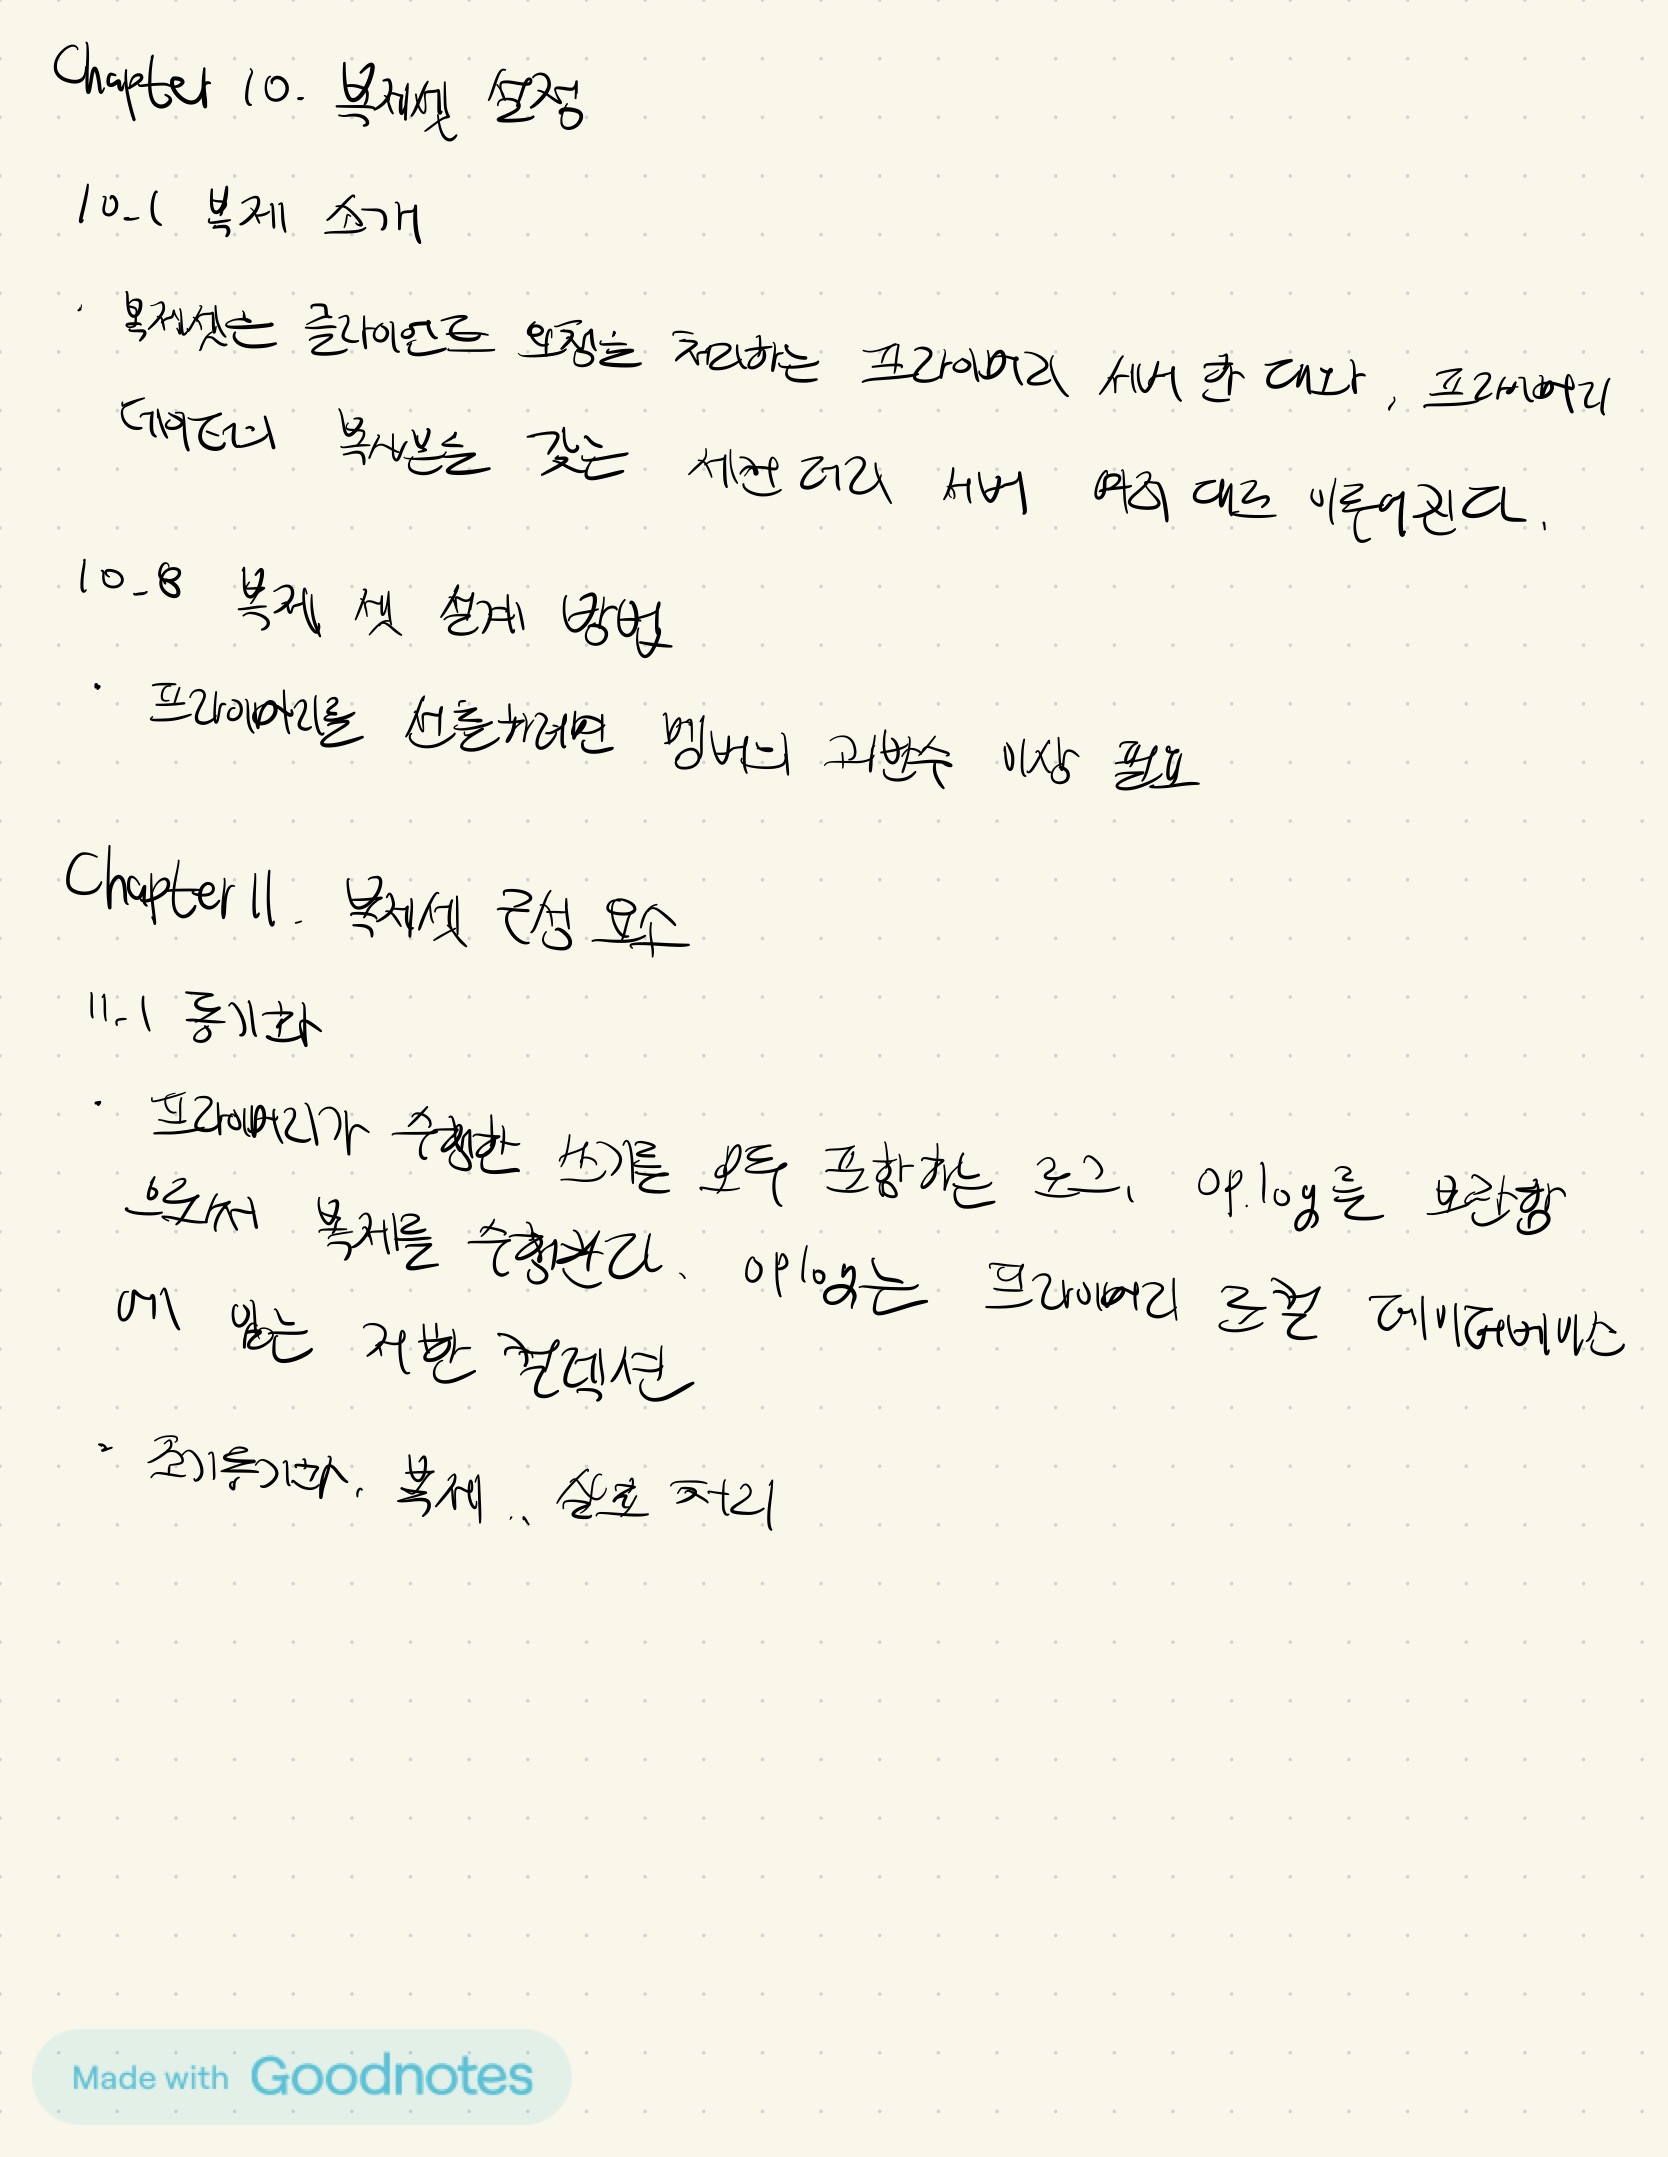 Chapter 10. 복제셋 설정
10.1 복제 소개
· 복제셋은 클라이언트 요청을 처리하는 프라이머리 서버 한 대와, 프라이머리
데이터의 복사본을 갖는 세컨더리 서버 여러 대로 이루어진다.
10.8 복제 셋 설계 방법
· 프라이머리를 선출하려면 멤버의 과반수 이상 필요
Chapter 11. 복제셋 구성 요소
11.1 동기화
· 프라이머리가 수행한 쓰기를 모두 포함하는 로그, op.log를 보관함
으로써 복제를 수행한다. oplog는 프라이머리 로컬 데이터베이스
에 있는 제한 컬렉션
· 초기동기화, 복제.. 실효 처리
Made with Goodnotes